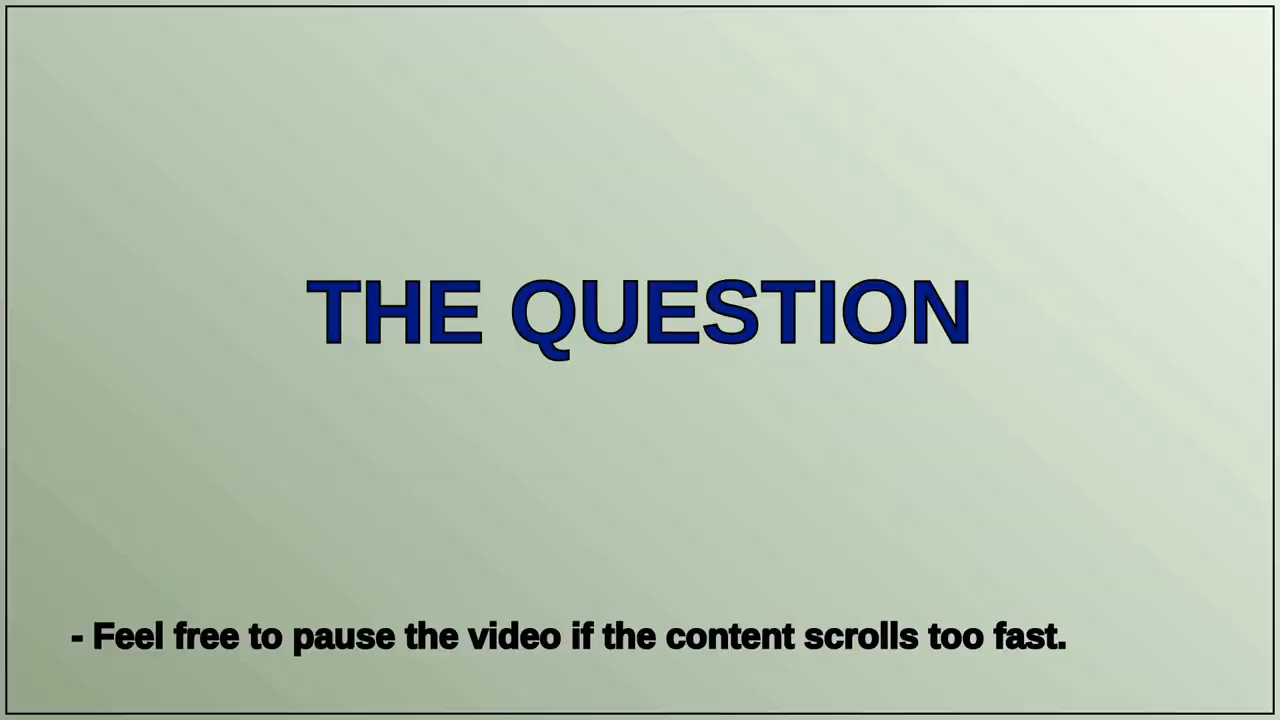 THE QUESTION
- Feel free to pause the video if the content scrolls too fast.